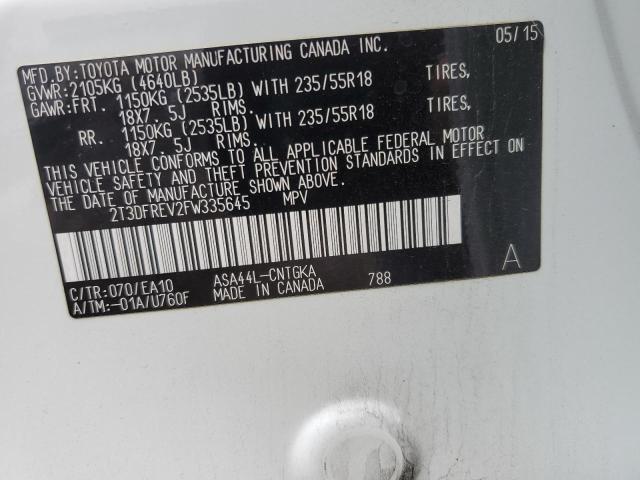 MFD.BY:TOYOTA MOTOR MANUFACTURING CANADA INC. 05/15
GVWR:2105KG (4640LB)
GAWR:FRT. 1150KG (2535LB) WITH 235/55R18 TIRES,
18X7.5J RIMS.
RR. 1150KG (2535LB) WITH 235/55R18 TIRES,
18X7.5J RIMS.
THIS VEHICLE CONFORMS TO ALL APPLICABLE FEDERAL MOTOR
VEHICLE SAFETY AND THEFT PREVENTION STANDARDS IN EFFECT ON
THE DATE OF MANUFACTURE SHOWN ABOVE.
2T3DFREV2FW335645 MPV
C/TR:070/EA10 ASA44L-CNTGKA 788 A
A/TM:-01A/U760F MADE IN CANADA